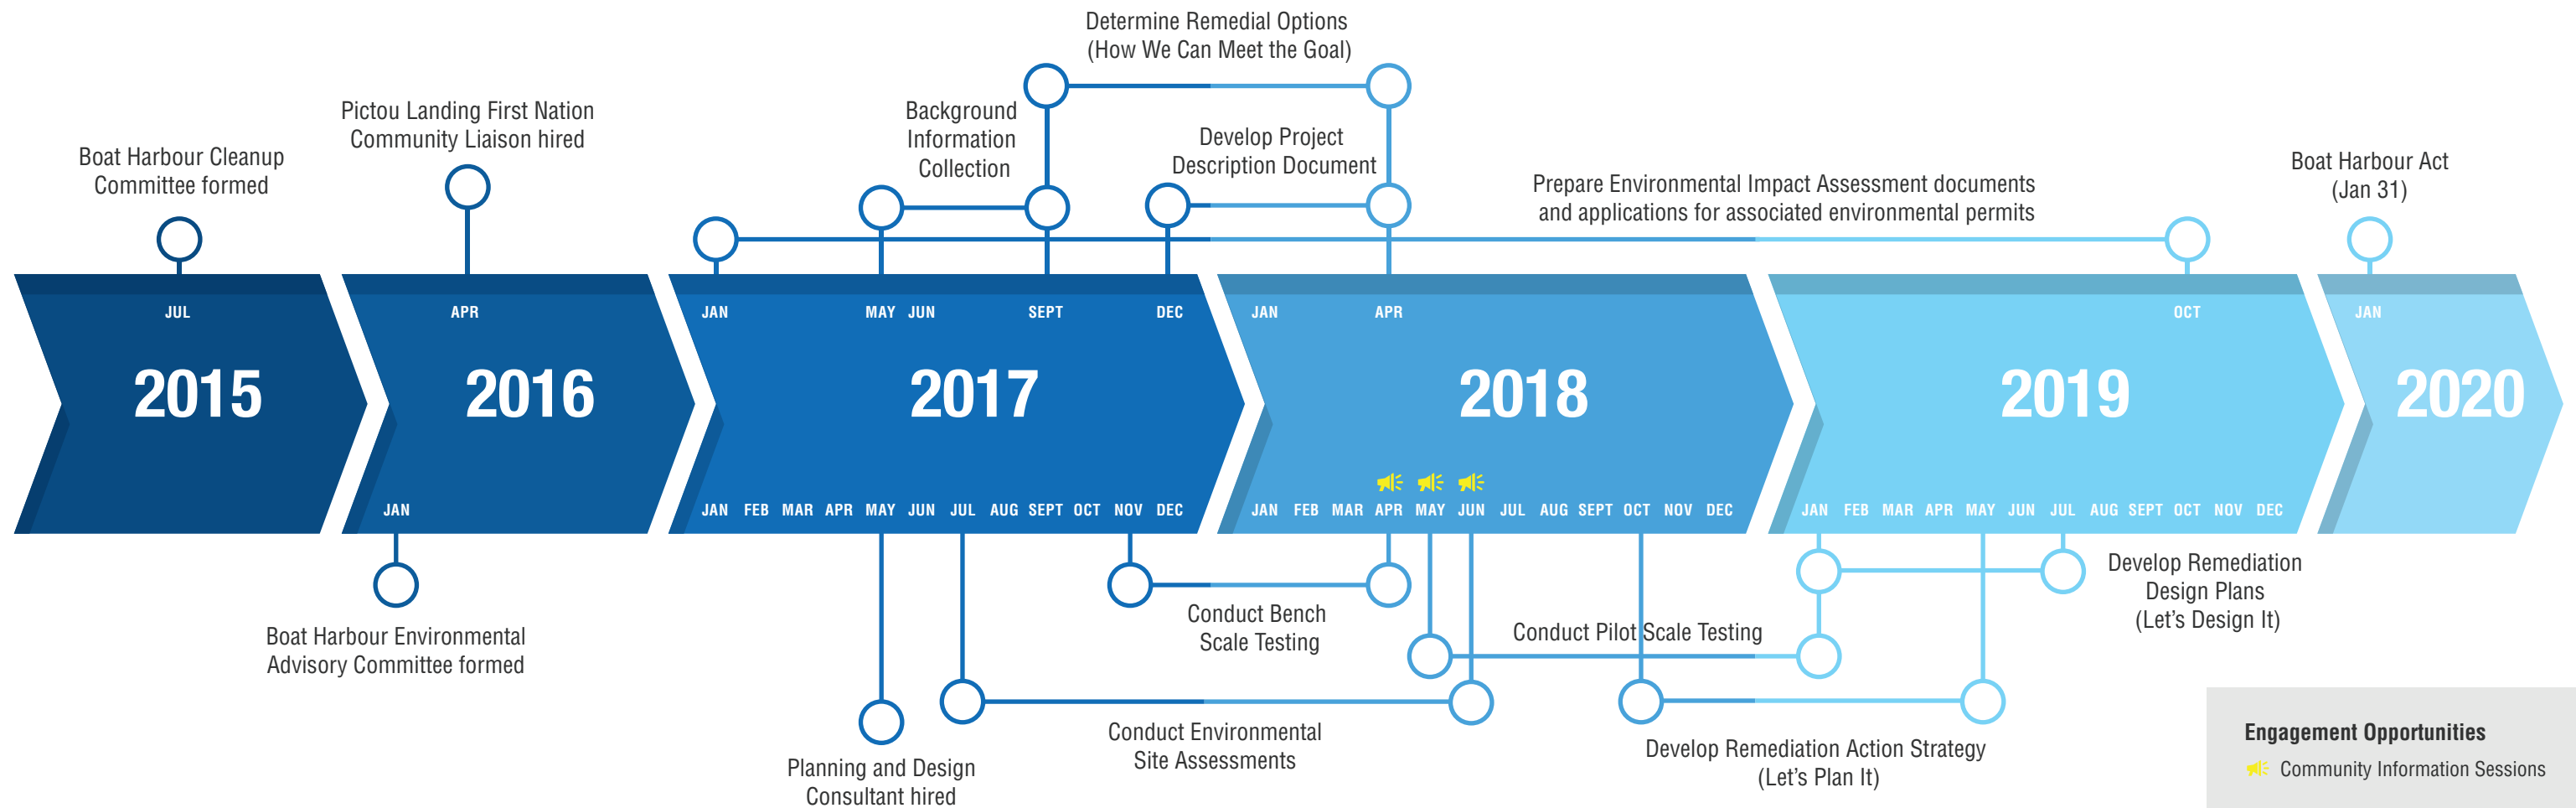 Determine Remedial Options
(How We Can Meet the Goal)
Pictou Landing First Nation
Community Liaison hired
Background
Information
Collection
Develop Project
Description Document
Boat Harbour Cleanup
Committee formed
Prepare Environmental Impact Assessment documents
and applications for associated environmental permits
Boat Harbour Act
(Jan 31)
JUL
APR
JAN MAY JUN SEPT DEC
JAN APR
OCT
JAN
2015
2016
2017
2018
2019
2020
JAN
JAN FEB MAR APR MAY JUN JUL AUG SEPT OCT NOV DEC
JAN FEB MAR APR MAY JUN JUL AUG SEPT OCT NOV DEC
JAN FEB MAR APR MAY JUN JUL AUG SEPT OCT NOV DEC
Boat Harbour Environmental
Advisory Committee formed
Planning and Design
Consultant hired
Conduct Bench
Scale Testing
Conduct Environmental
Site Assessments
Conduct Pilot Scale Testing
Develop Remediation Action Strategy
(Let’s Plan It)
Develop Remediation
Design Plans
(Let’s Design It)
Engagement Opportunities
Community Information Sessions